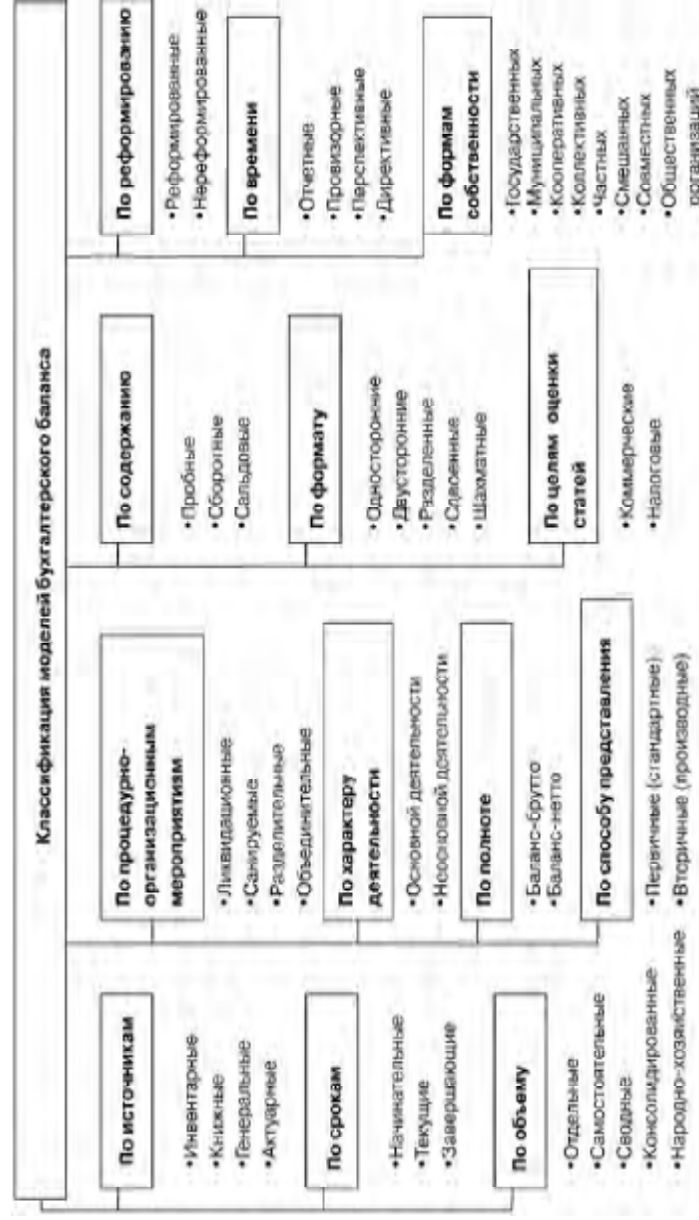 Классификация моделей бухгалтерского баланса
По источникам
•Инвентарные
•Книжные
•Генеральные
•Актуарные
По срокам
•Начинательные
•Текущие
•Завершающие
По объему
•Отдельные
•Самостоятельные
•Сводные
•Консолидированные
•Народно-хозяйственные
По процедурно-
организационным
мероприятиям
•Ликвидационные
•Санируемые
•Разделительные
•Объединительные
По характеру
деятельности
•Основной деятельности
•Неосновной деятельности
По полноте
•Баланс-брутто
•Баланс-нетто
По способу представления
•Первичные (стандартные)
•Вторичные (производные)
По содержанию
•Пробные
•Оборотные
•Сальдовые
По формату
•Односторонние
•Двусторонние
•Разделенные
•Сдвоенные
•Шахматные
По целям оценки
статей
•Коммерческие
•Налоговые
По реформированию
•Реформированные
•Нереформированные
По времени
•Отчетные
•Провизорные
•Перспективные
•Директивные
По формам
собственности
•Государственных
•Муниципальных
•Кооперативных
•Коллективных
•Частных
•Смешанных
•Совместных
•Общественных
организаций